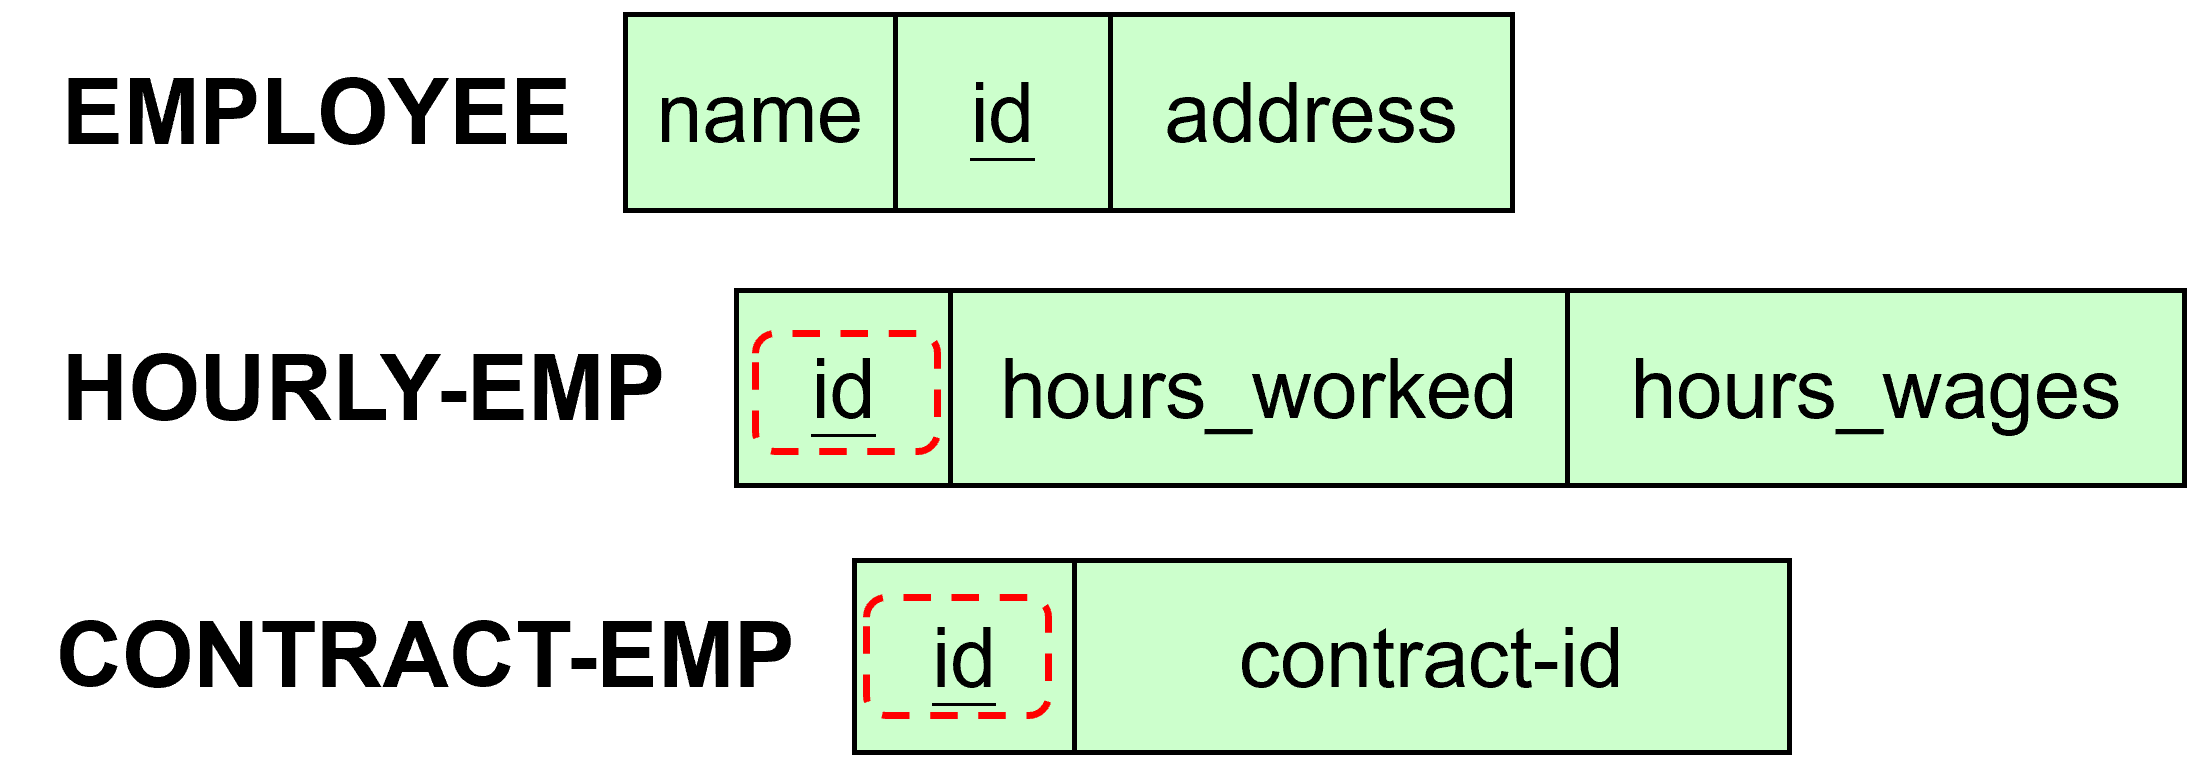 EMPLOYEE name id address
HOURLY-EMP id hours_worked hours_wages
CONTRACT-EMP id contract-id